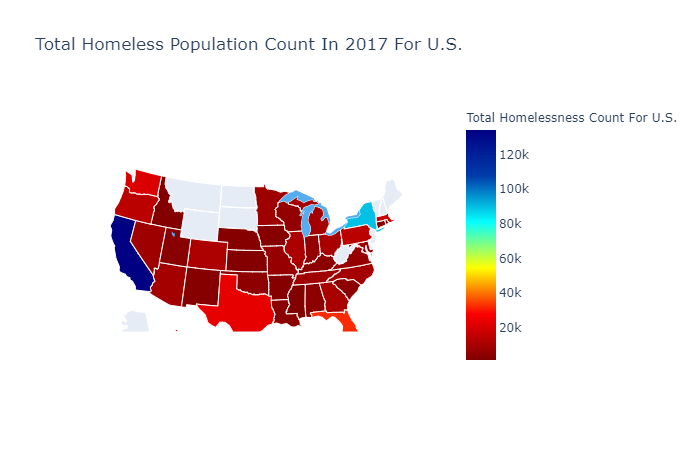 Total Homeless Population Count In 2017 For U.S.
Total Homelessness Count For U.S.
120k
100k
80k
60k
40k
20k